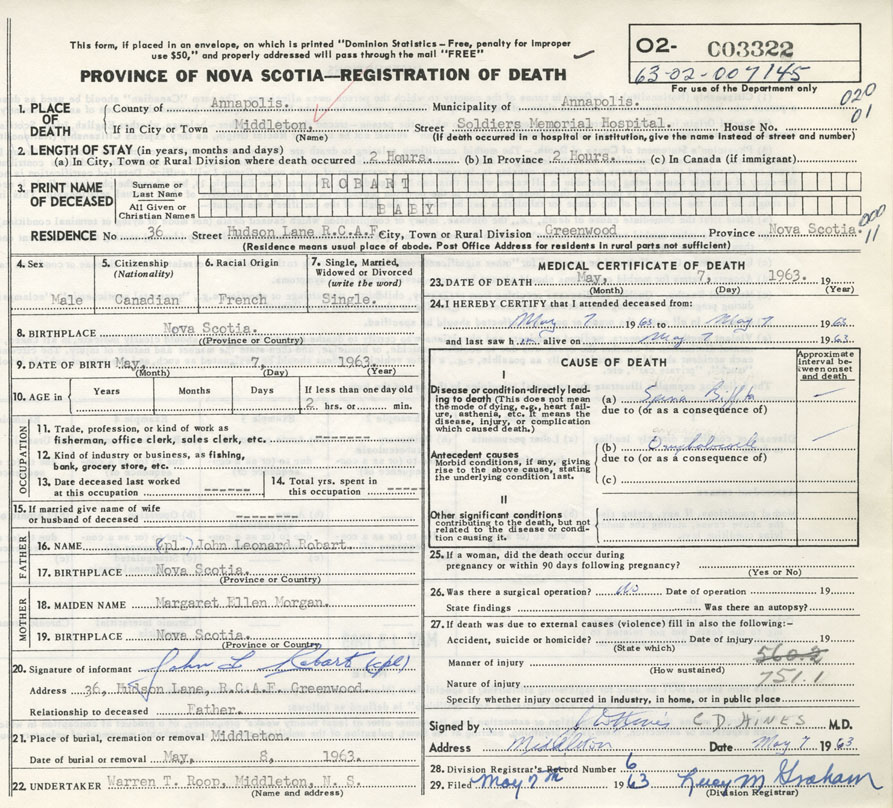 This form, if placed in an envelope, on which is printed "Dominion Statistics—Free, penalty for improper
use $50," and properly addressed will pass through the mail "FREE"
O2- C03322
63-02-007145
PROVINCE OF NOVA SCOTIA—REGISTRATION OF DEATH
For use of the Department only
020
01
1. PLACE OF DEATH
County of Annapolis. Municipality of Annapolis.
If in City or Town Middleton, Street Soldiers Memorial Hospital. House No.
(Name) (If death occurred in a hospital or institution, give the name instead of street and number)
2. LENGTH OF STAY (in years, months and days)
(a) In City, Town or Rural Division where death occurred 2 Hours. (b) In Province 2 Hours. (c) In Canada (if immigrant)
3. PRINT NAME OF DECEASED
Surname or Last Name ROBART
All Given or Christian Names BABY
RESIDENCE No 36 Street Hudson Lane R.C.A.F. City, Town or Rural Division Greenwood Province Nova Scotia.
(Residence means usual place of abode. Post Office Address for residents in rural parts not sufficient)
000
11
4. Sex
Male
5. Citizenship (Nationality)
Canadian
6. Racial Origin
French
7. Single, Married, Widowed or Divorced (write the word)
Single.
8. BIRTHPLACE Nova Scotia.
(Province or Country)
9. DATE OF BIRTH May, 7, 1963.
(Month) (Day) (Year)
10. AGE in Years Months Days If less than one day old
2 hrs. or min.
OCCUPATION
11. Trade, profession, or kind of work as
fisherman, office clerk, sales clerk, etc. -------
12. Kind of industry or business, as fishing,
bank, grocery store, etc.
13. Date deceased last worked
at this occupation ------
14. Total yrs. spent in
this occupation -------
15. If married give name of wife
or husband of deceased --------
FATHER
16. NAME (Cpl.) John Leonard Robart.
17. BIRTHPLACE Nova Scotia.
(Province or Country)
MOTHER
18. MAIDEN NAME Margaret Ellen Morgan.
19. BIRTHPLACE Nova Scotia.
(Province or Country)
20. Signature of informant John L Robart (cpl)
Address 36, Hudson Lane, R.C.A.F. Greenwood.
Relationship to deceased Father.
21. Place of burial, cremation or removal Middleton.
Date of burial or removal May, 8, 1963.
22. UNDERTAKER Warren T. Roop, Middleton, N. S.
(Name and address)
MEDICAL CERTIFICATE OF DEATH
23. DATE OF DEATH May, 7, 1963. 19
(Month) (Day) (Year)
24. I HEREBY CERTIFY that I attended deceased from:
May 7 1963 to May 7 1963
and last saw him alive on May 7 1963
CAUSE OF DEATH
Approximate interval between onset and death
I
Disease or condition directly leading to death (This does not mean the mode of dying, e.g., heart failure, asthenia, etc. It means the disease, injury, or complication which caused death.)
(a) Spina Bifida —
due to (or as a consequence of)
Antecedent causes
Morbid conditions, if any, giving rise to the above cause, stating the underlying condition last.
(b) Omphalocele —
due to (or as a consequence of)
(c)
II
Other significant conditions
contributing to the death, but not related to the disease or condition causing it.
25. If a woman, did the death occur during
pregnancy or within 90 days following pregnancy?
(Yes or No)
26. Was there a surgical operation? no Date of operation 19
State findings Was there an autopsy?
27. If death was due to external causes (violence) fill in also the following:-
Accident, suicide or homicide? Date of injury 19
(State which)
Manner of injury 560.2
(How sustained)
Nature of injury 751.1
Specify whether injury occurred in industry, in home, or in public place
Signed by C.D. AINES M.D.
Address Middleton Date May 7 1963
28. Division Registrar's Record Number 6
29. Filed May 7th 1963 Lucy M Graham
(Division Registrar)